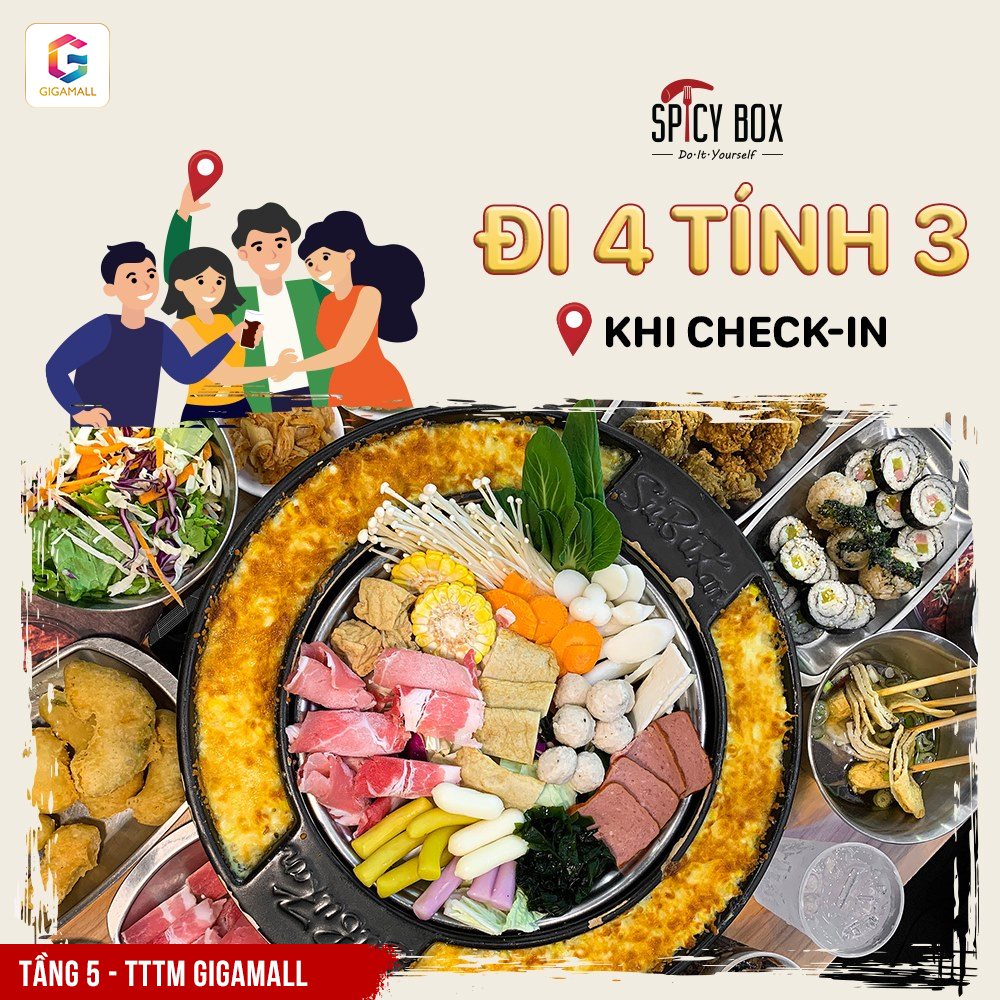 GIGAMALL
SPICY BOX
Do·It·Yourself
ĐI 4 TÍNH 3
KHI CHECK-IN
TẦNG 5 - TTTM GIGAMALL